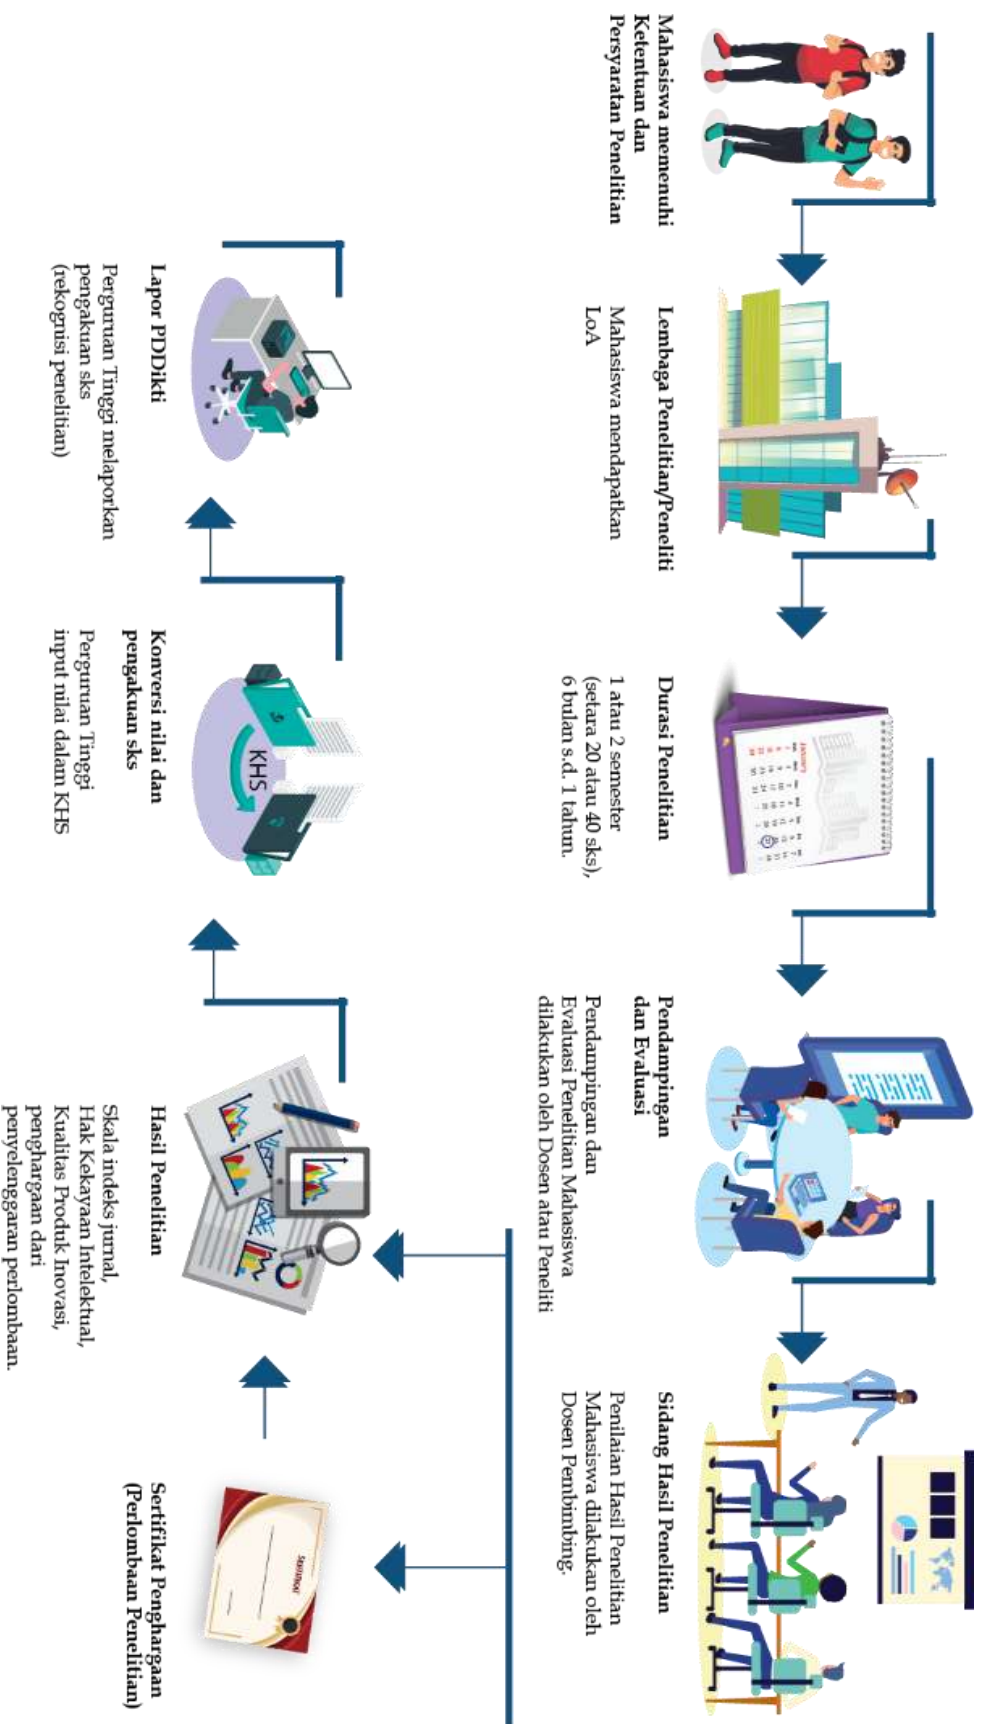 Mahasiswa memenuhi
Ketentuan dan
Persyaratan Penelitian
Lembaga Penelitian/Peneliti
Mahasiswa mendapatkan
LoA
Durasi Penelitian
1 atau 2 semester
(setara 20 atau 40 sks),
6 bulan s.d. 1 tahun.
Pendampingan
dan Evaluasi
Pendampingan dan
Evaluasi Penelitian Mahasiswa
dilakukan oleh Dosen atau Peneliti
Sidang Hasil Penelitian
Penilaian Hasil Penelitian
Mahasiswa dilakukan oleh
Dosen Pembimbing.
Lapor PDDikti
Perguruan Tinggi melaporkan
pengakuan sks
(rekognisi penelitian)
KHS
Konversi nilai dan
pengakuan sks
Perguruan Tinggi
input nilai dalam KHS
Hasil Penelitian
Skala indeks jurnal,
Hak Kekayaan Intelektual,
Kualitas Produk Inovasi,
penghargaan dari
penyelenggaran perlombaan.
Sertifikat Penghargaan
(Perlombaan Penelitian)